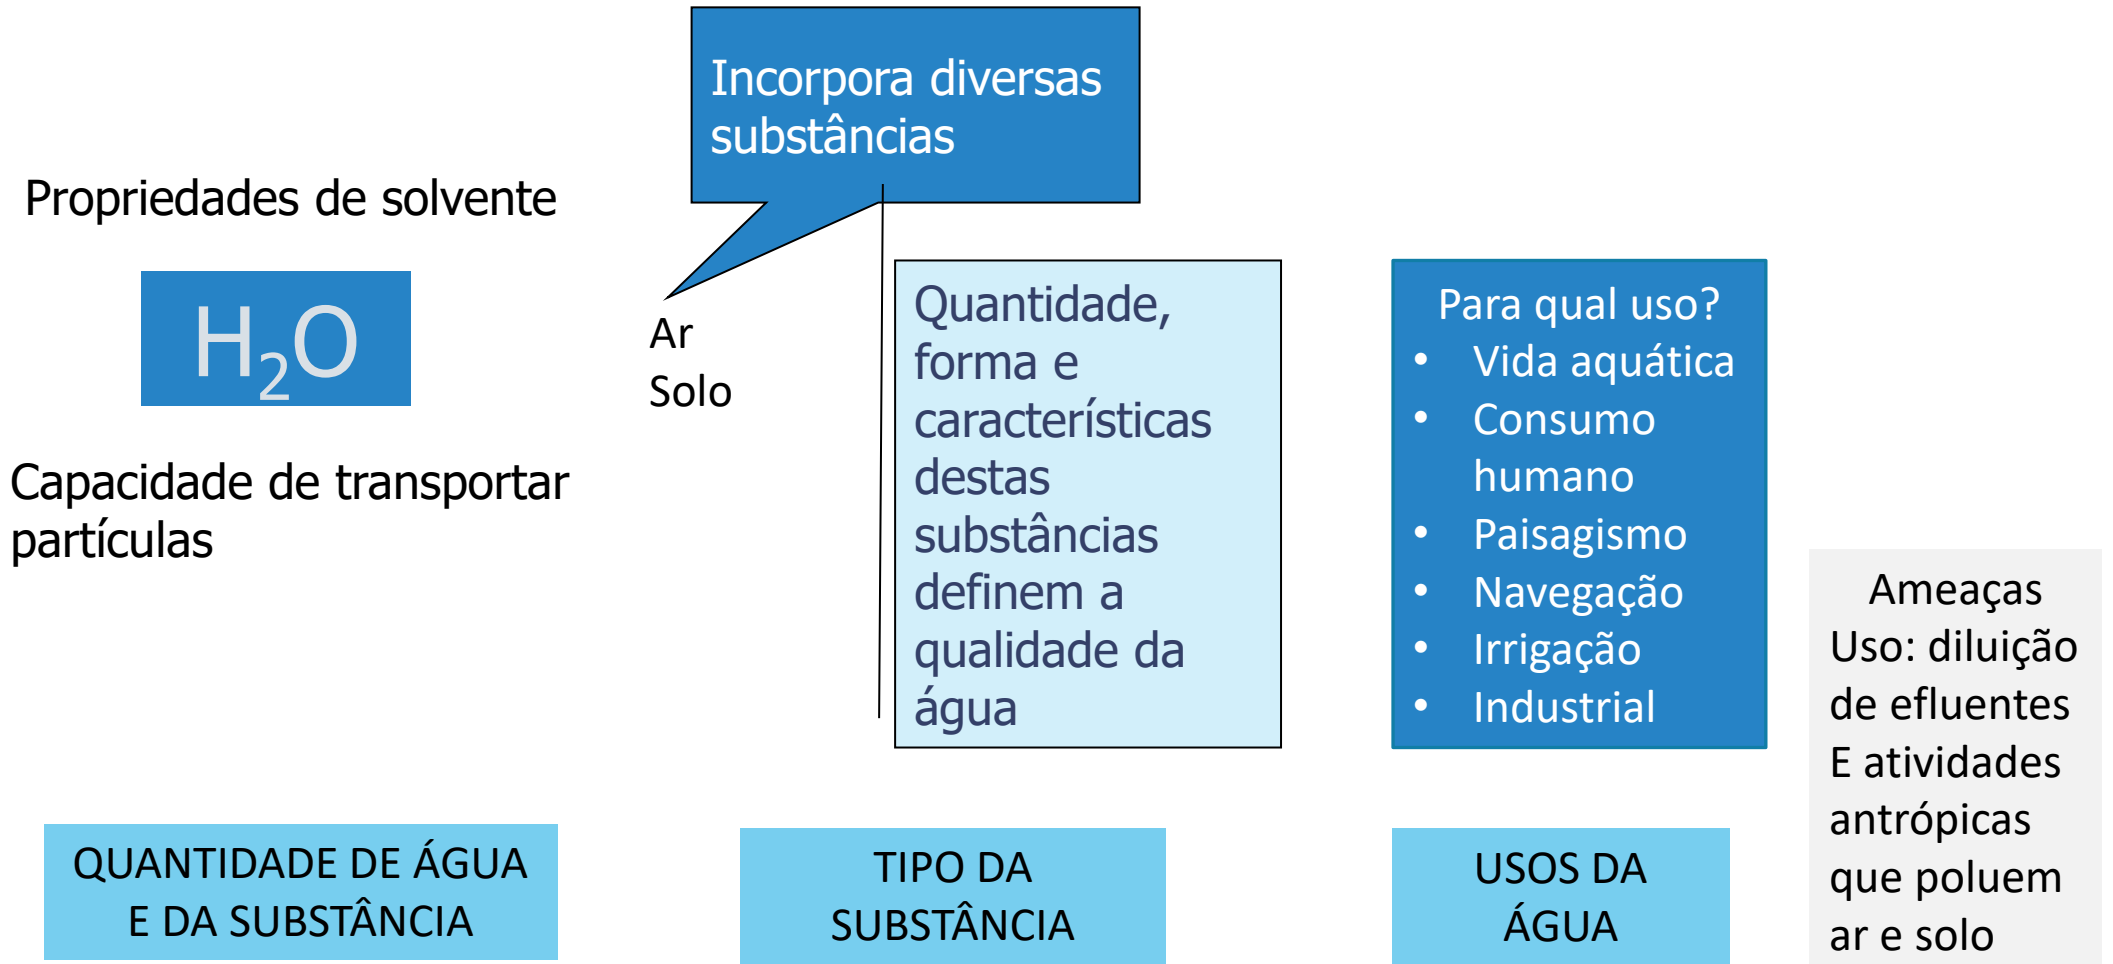 Incorpora diversas
substâncias
Propriedades de solvente
H₂O
Capacidade de transportar
partículas
Ar
Solo
Quantidade,
forma e
características
destas
substâncias
definem a
qualidade da
água
Para qual uso?
• Vida aquática
• Consumo
humano
• Paisagismo
• Navegação
• Irrigação
• Industrial
Ameaças
Uso: diluição
de efluentes
E atividades
antrópicas
que poluem
ar e solo
QUANTIDADE DE ÁGUA
E DA SUBSTÂNCIA
TIPO DA
SUBSTÂNCIA
USOS DA
ÁGUA